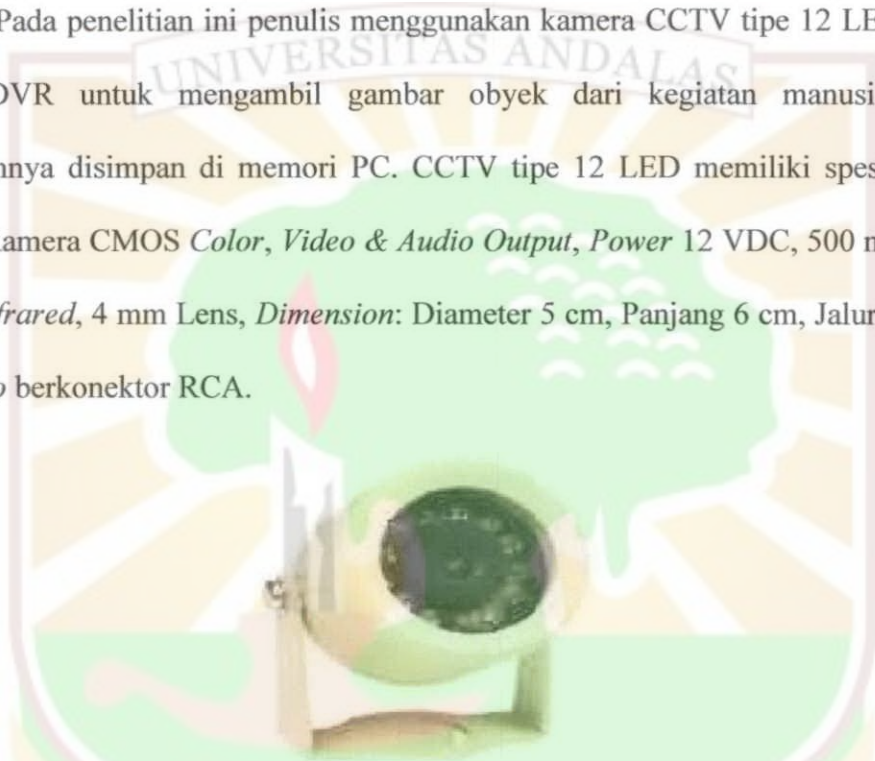 Pada penelitian ini penulis menggunakan kamera CCTV tipe 12 LE
UNIVERSITAS ANDALAS
DVR untuk mengambil gambar obyek dari kegiatan manusi
nnya disimpan di memori PC. CCTV tipe 12 LED memiliki spes
kamera CMOS Color, Video & Audio Output, Power 12 VDC, 500 m
frared, 4 mm Lens, Dimension: Diameter 5 cm, Panjang 6 cm, Jalur
o berkonektor RCA.